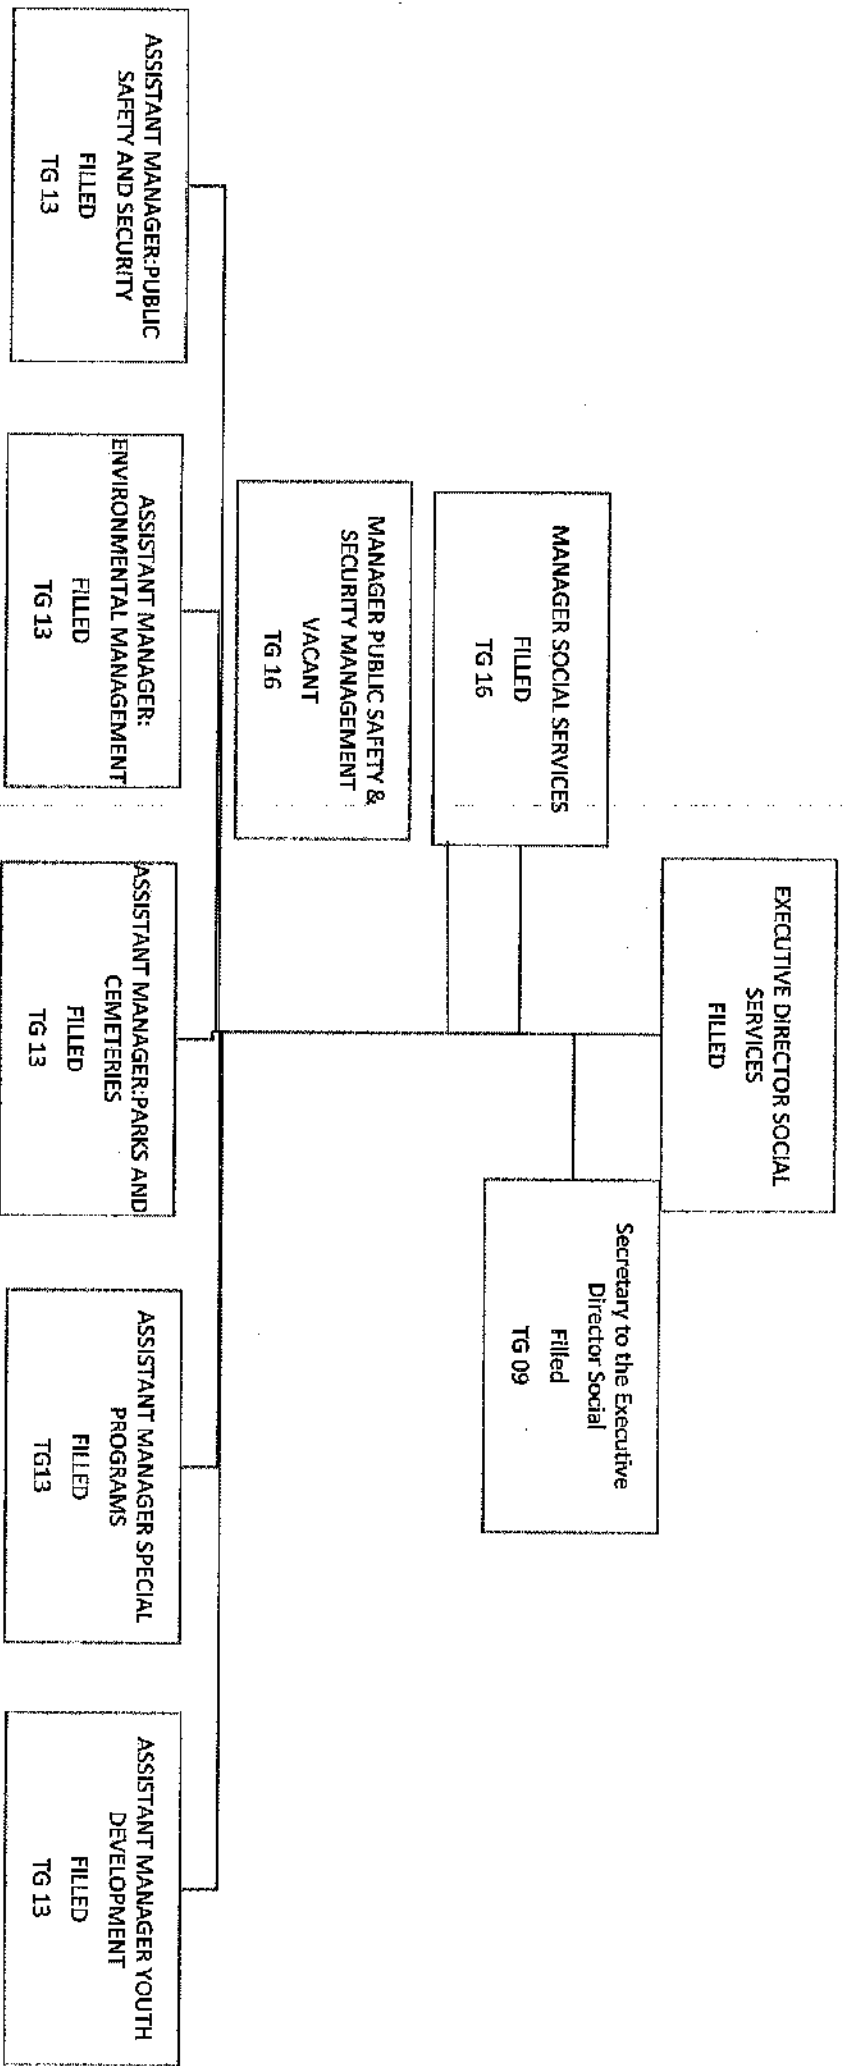 EXECUTIVE DIRECTOR SOCIAL
SERVICES
FILLED
Secretary to the Executive
Director Social
Filled
TG 09
MANAGER SOCIAL SERVICES
FILLED
TG 16
MANAGER PUBLIC SAFETY &
SECURITY MANAGEMENT
VACANT
TG 16
ASSISTANT MANAGER:PUBLIC
SAFETY AND SECURITY
FILLED
TG 13
ASSISTANT MANAGER:
ENVIRONMENTAL MANAGEMENT
FILLED
TG 13
ASSISTANT MANAGER:PARKS AND
CEMETERIES
FILLED
TG 13
ASSISTANT MANAGER SPECIAL
PROGRAMS
FILLED
TG13
ASSISTANT MANAGER YOUTH
DEVELOPMENT
FILLED
TG 13